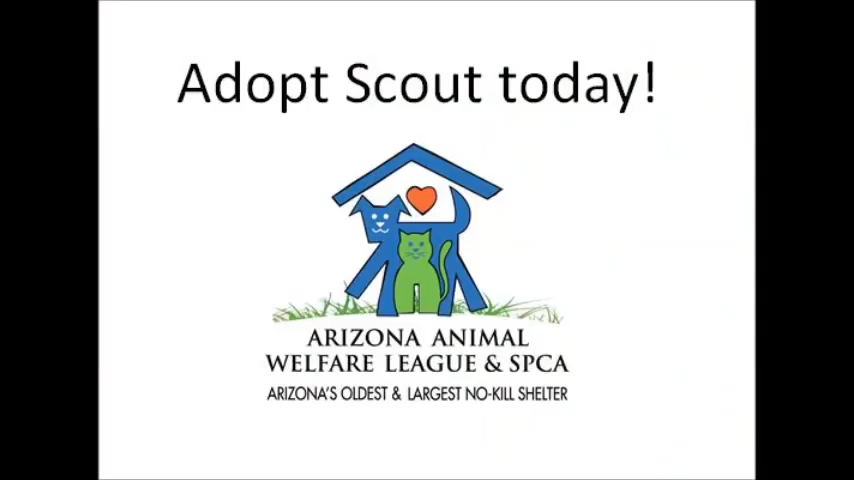 Adopt Scout today!
ARIZONA ANIMAL
WELFARE LEAGUE & SPCA
ARIZONA'S OLDEST & LARGEST NO-KILL SHELTER